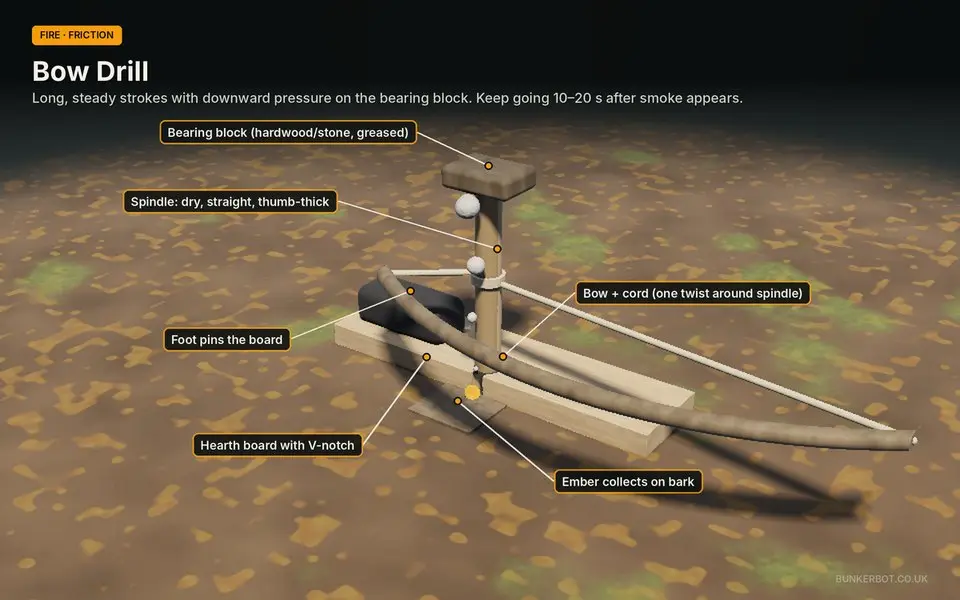 FIRE · FRICTION
Bow Drill
Long, steady strokes with downward pressure on the bearing block. Keep going 10–20 s after smoke appears.
Bearing block (hardwood/stone, greased)
Spindle: dry, straight, thumb-thick
Bow + cord (one twist around spindle)
Foot pins the board
Hearth board with V-notch
Ember collects on bark
BUNKERBOT.CO.UK